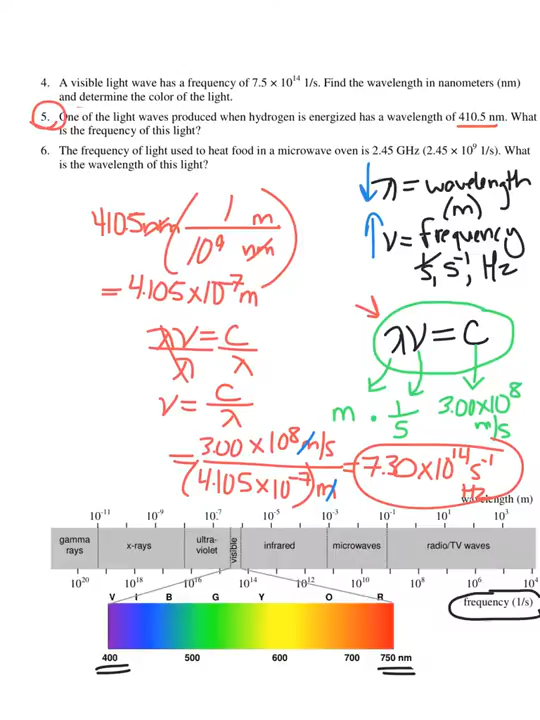 4. A visible light wave has a frequency of 7.5 × 10¹⁴ 1/s. Find the wavelength in nanometers (nm)
and determine the color of the light.
5. One of the light waves produced when hydrogen is energized has a wavelength of 410.5 nm. What
is the frequency of this light?
6. The frequency of light used to heat food in a microwave oven is 2.45 GHz (2.45 × 10⁹ 1/s). What
is the wavelength of this light?
↓λ = wavelength
(m)
↑ν = frequency
1/s, s⁻¹, Hz
410.5 nm (1 m / 10⁹ nm)
= 4.105 × 10⁻⁷ m
λν/λ = C/λ
ν = C/λ
= 3.00 × 10⁸ m/s / (4.105 × 10⁻⁷) m = 7.30 × 10¹⁴ s⁻¹
Hz
λν = C
m · 1/s 3.00 × 10⁸
m/s
wavelength (m)
10⁻¹¹ 10⁻⁹ 10⁻⁷ 10⁻⁵ 10⁻³ 10⁻¹ 10¹ 10³
gamma rays x-rays ultra-violet visible infrared microwaves radio/TV waves
10²⁰ 10¹⁸ 10¹⁶ 10¹⁴ 10¹² 10¹⁰ 10⁸ 10⁶ 10⁴
frequency (1/s)
V I B G Y O R
400 500 600 700 750 nm